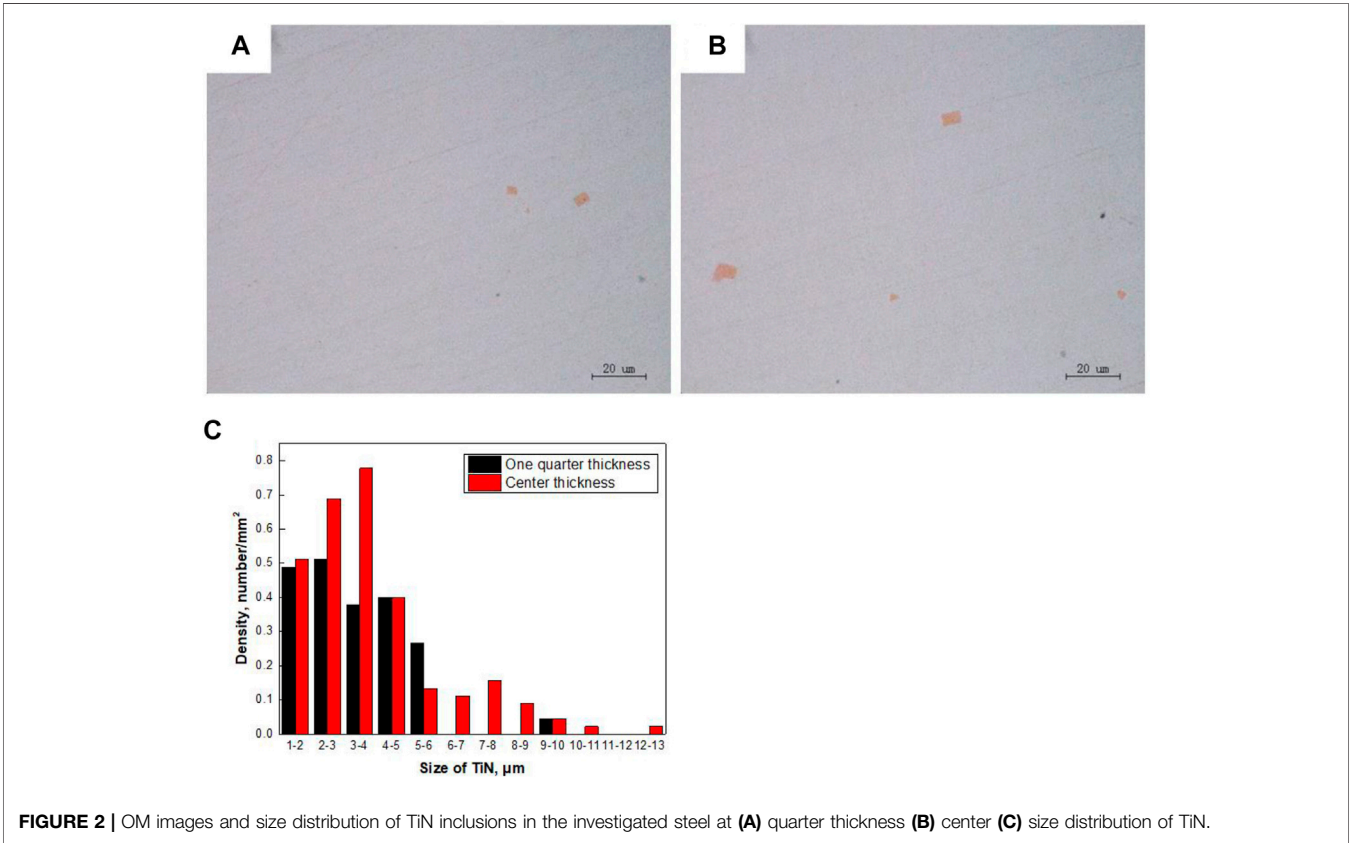 A
B
20 um
20 um
C
One quarter thickness
Center thickness
0.8
0.7
0.6
0.5
0.4
0.3
0.2
0.1
0.0
Density, number/mm²
1-2 2-3 3-4 4-5 5-6 6-7 7-8 8-9 9-10 10-11 11-12 12-13
Size of TiN, μm
FIGURE 2 | OM images and size distribution of TiN inclusions in the investigated steel at (A) quarter thickness (B) center (C) size distribution of TiN.